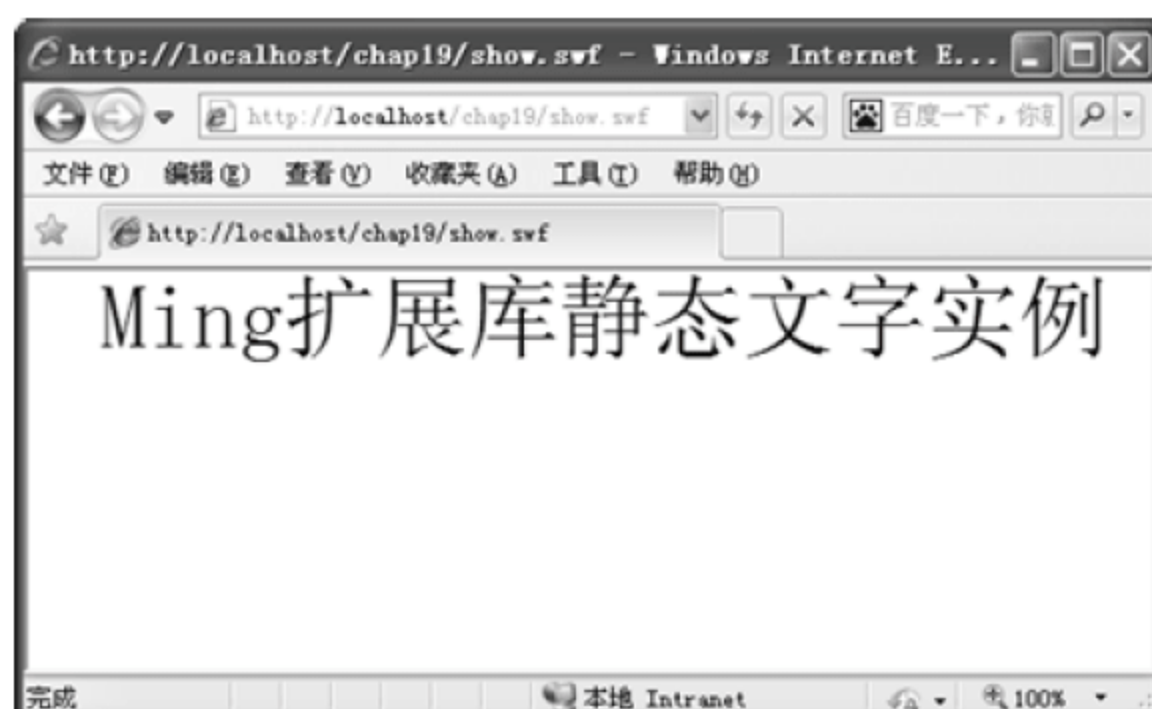 http://localhost/chap19/show.swf - Windows Internet E...
http://localhost/chap19/show.swf 百度一下，你
文件(F) 编辑(E) 查看(V) 收藏夹(A) 工具(T) 帮助(H)
http://localhost/chap19/show.swf
Ming扩展库静态文字实例
完成 本地 Intranet 100%